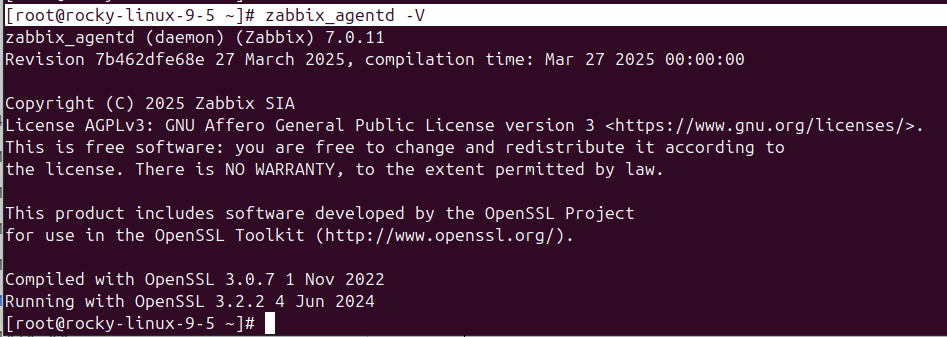 [root@rocky-linux-9-5 ~]# zabbix_agentd -V
zabbix_agentd (daemon) (Zabbix) 7.0.11
Revision 7b462dfe68e 27 March 2025, compilation time: Mar 27 2025 00:00:00
Copyright (C) 2025 Zabbix SIA
License AGPLv3: GNU Affero General Public License version 3 <https://www.gnu.org/licenses/>.
This is free software: you are free to change and redistribute it according to
the license. There is NO WARRANTY, to the extent permitted by law.
This product includes software developed by the OpenSSL Project
for use in the OpenSSL Toolkit (http://www.openssl.org/).
Compiled with OpenSSL 3.0.7 1 Nov 2022
Running with OpenSSL 3.2.2 4 Jun 2024
[root@rocky-linux-9-5 ~]#